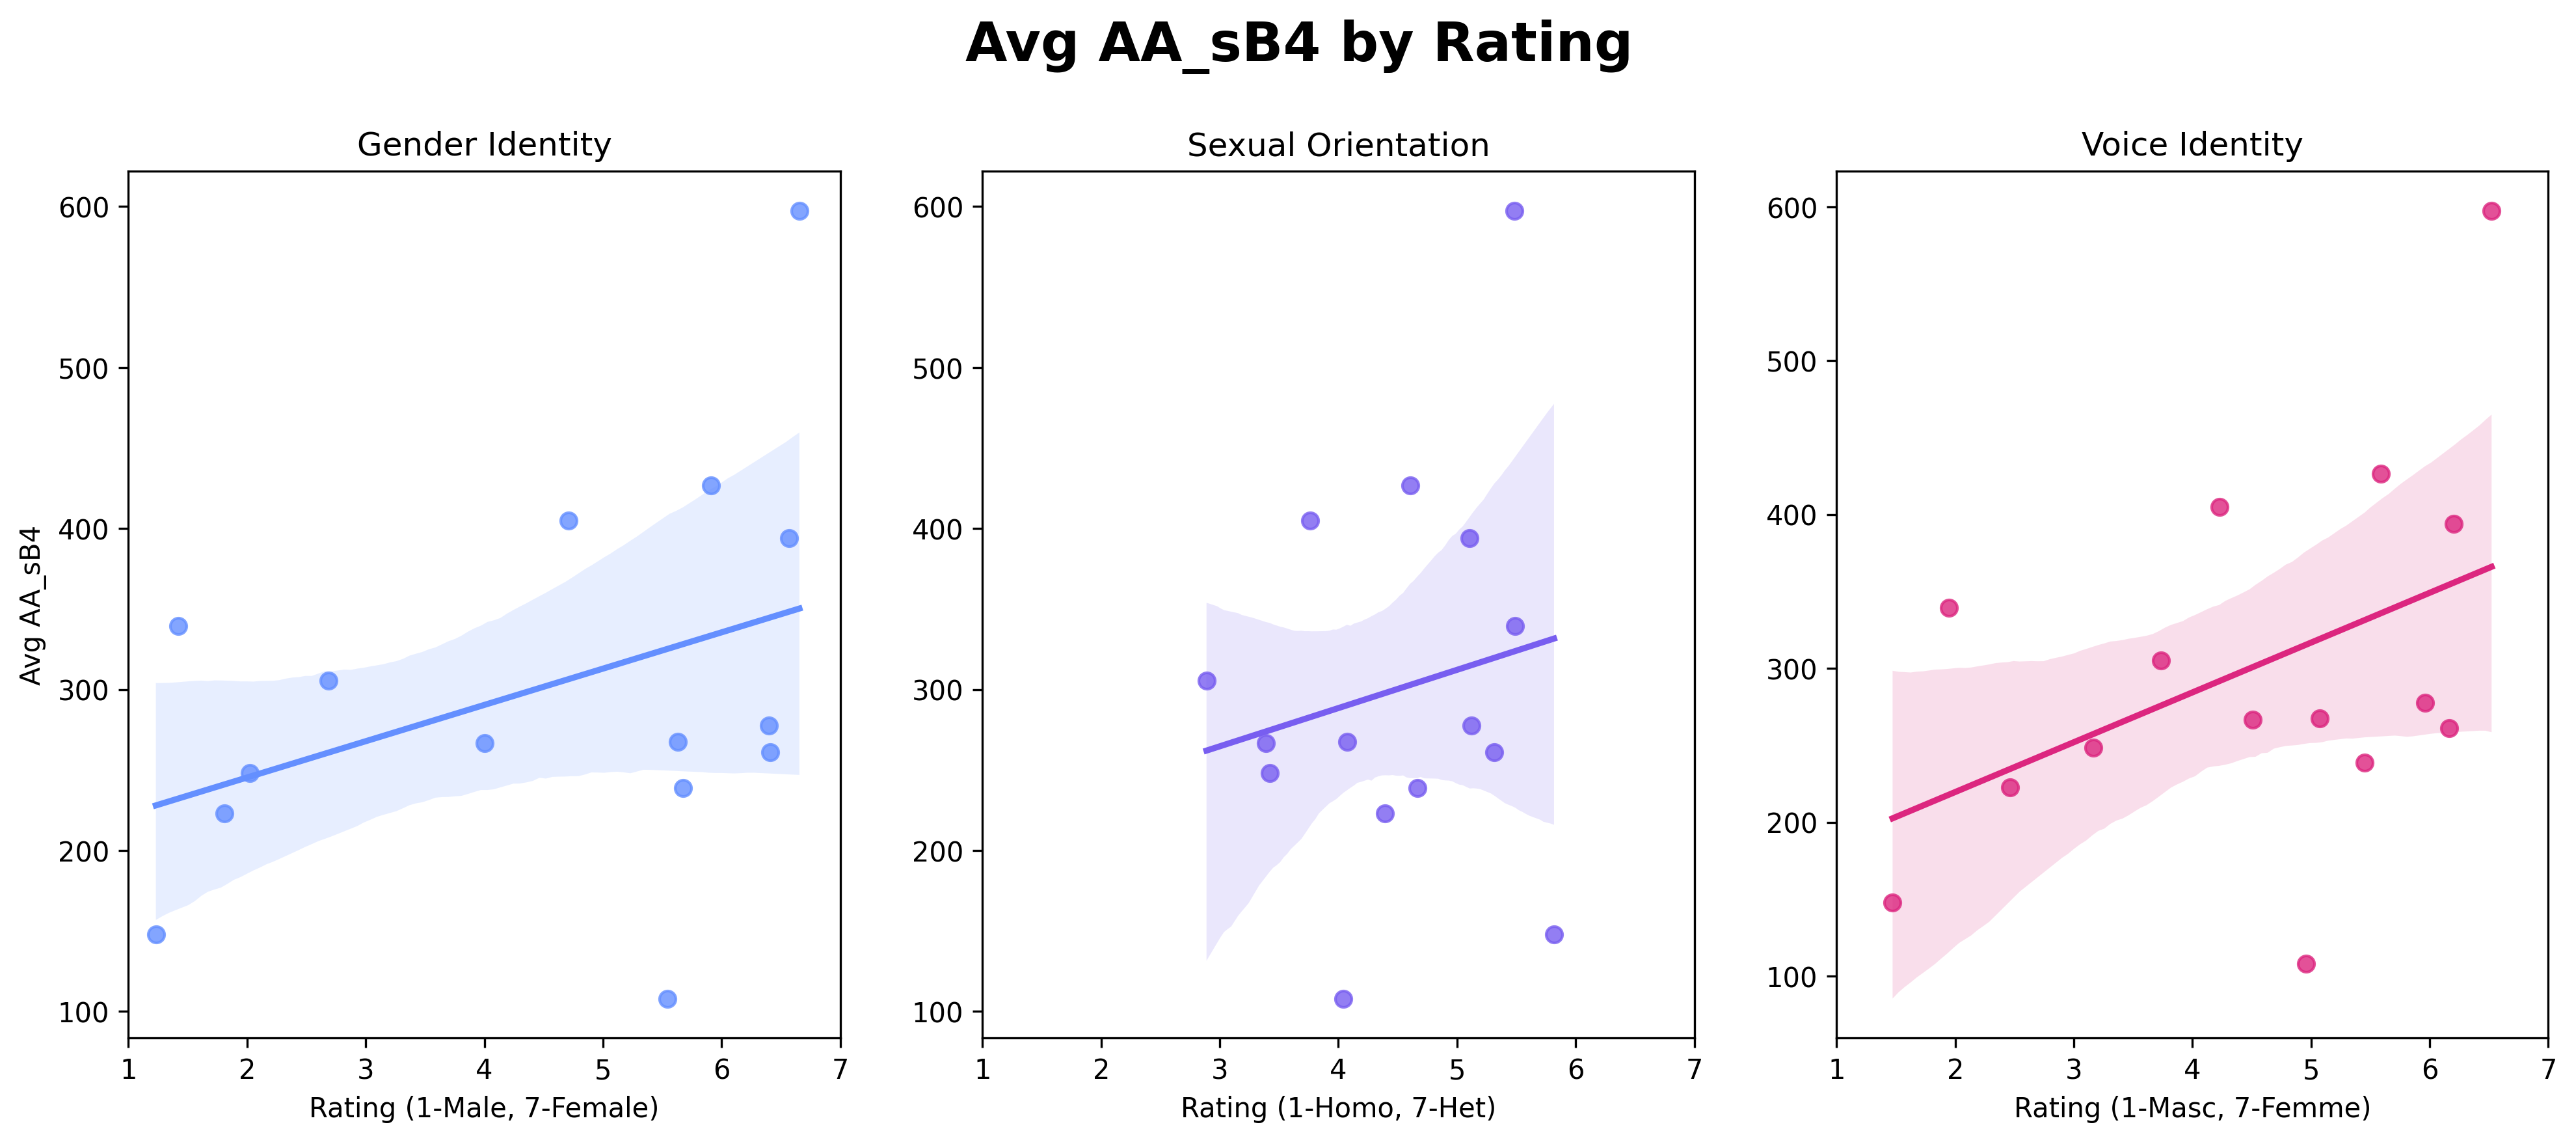 Avg AA_sB4 by Rating
Gender Identity
Sexual Orientation
Voice Identity
Avg AA_sB4
600
500
400
300
200
100
1 2 3 4 5 6 7
Rating (1-Male, 7-Female)
600
500
400
300
200
100
1 2 3 4 5 6 7
Rating (1-Homo, 7-Het)
600
500
400
300
200
100
1 2 3 4 5 6 7
Rating (1-Masc, 7-Femme)